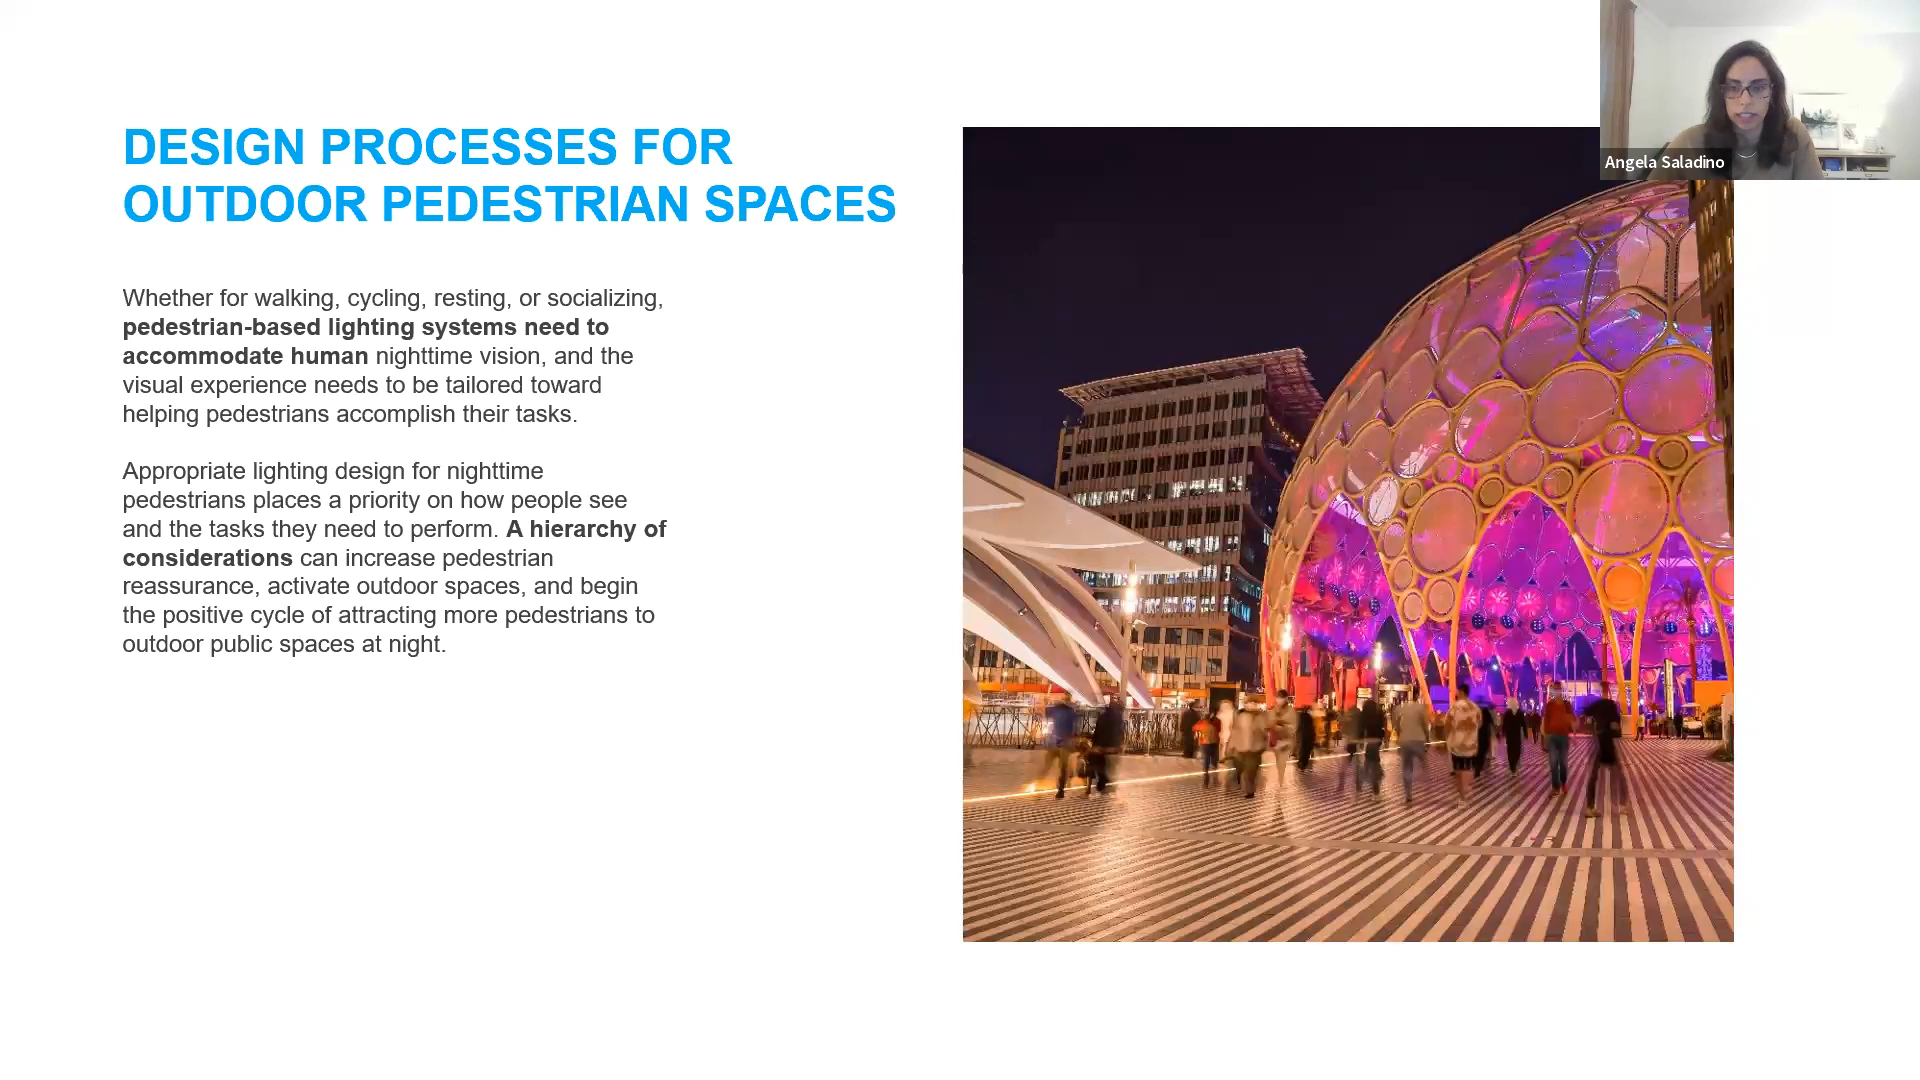 DESIGN PROCESSES FOR
OUTDOOR PEDESTRIAN SPACES
Whether for walking, cycling, resting, or socializing,
pedestrian-based lighting systems need to
accommodate human nighttime vision, and the
visual experience needs to be tailored toward
helping pedestrians accomplish their tasks.
Appropriate lighting design for nighttime
pedestrians places a priority on how people see
and the tasks they need to perform. A hierarchy of
considerations can increase pedestrian
reassurance, activate outdoor spaces, and begin
the positive cycle of attracting more pedestrians to
outdoor public spaces at night.
Angela Saladino